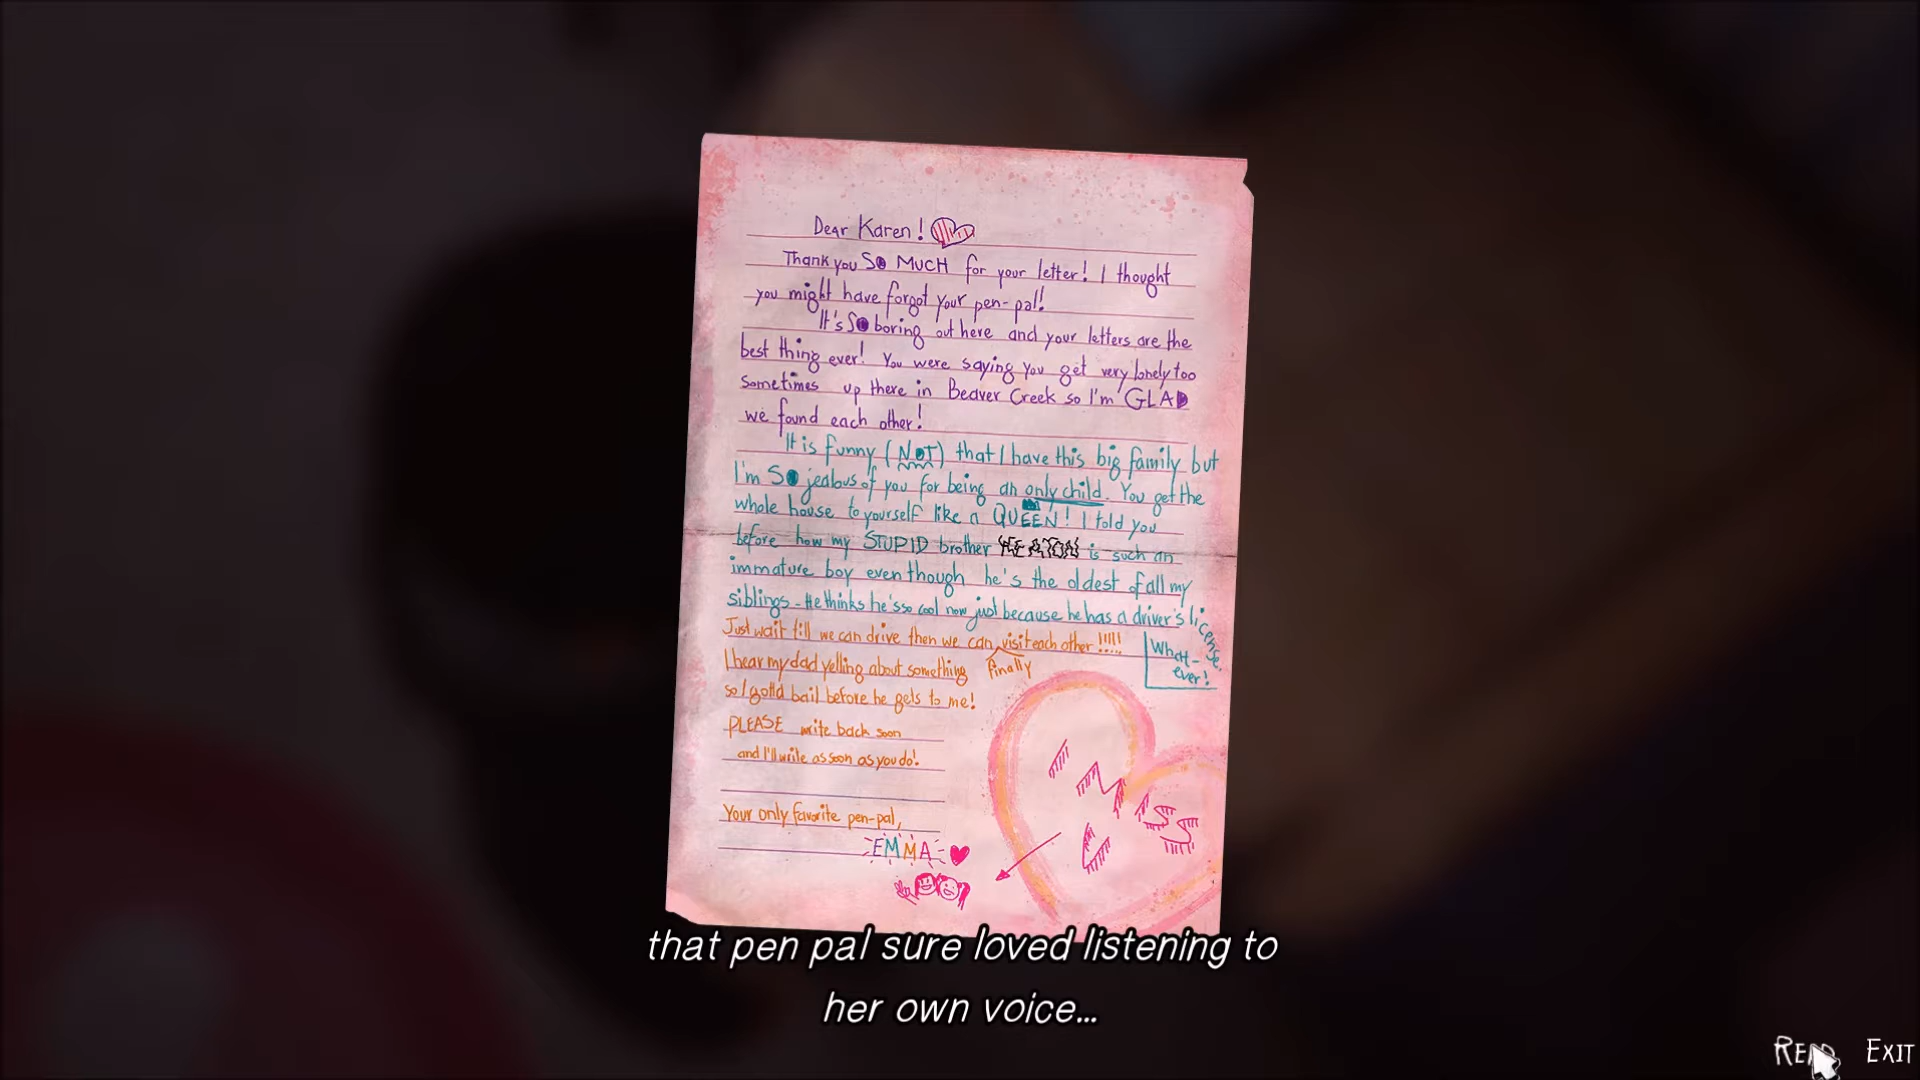 Dear Karen!
Thank you SO MUCH for your letter! I thought
you might have forgot your pen-pal!
It's SO boring out here and your letters are the
best thing ever! You were saying you get very lonely too
sometimes up there in Beaver Creek so I'm GLAD
we found each other!
It is funny (NOT) that I have this big family but
I'm SO jealous of you for being an only child. You get the
whole house to yourself like a QUEEN! I told you
before how my STUPID brother is such an
immature boy even though he's the oldest of all my
siblings. He thinks he's so cool now just because he has a driver's license.
What-
ever!
Just wait till we can drive then we can visit each other!!!!!
finally
I hear my dad yelling about something
so I gotta bail before he gets to me!
PLEASE write back soon
and I'll write as soon as you do!
Your only favorite pen-pal,
EMMA
I MISS U
that pen pal sure loved listening to
her own voice...
READ EXIT